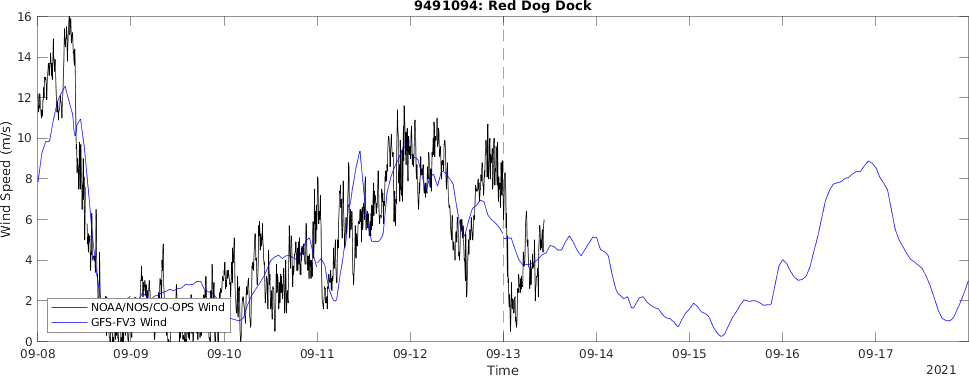 9491094: Red Dog Dock
16
14
12
10
8
6
4
2
0
Wind Speed (m/s)
NOAA/NOS/CO-OPS Wind
GFS-FV3 Wind
09-08 09-09 09-10 09-11 09-12 09-13 09-14 09-15 09-16 09-17
Time
2021